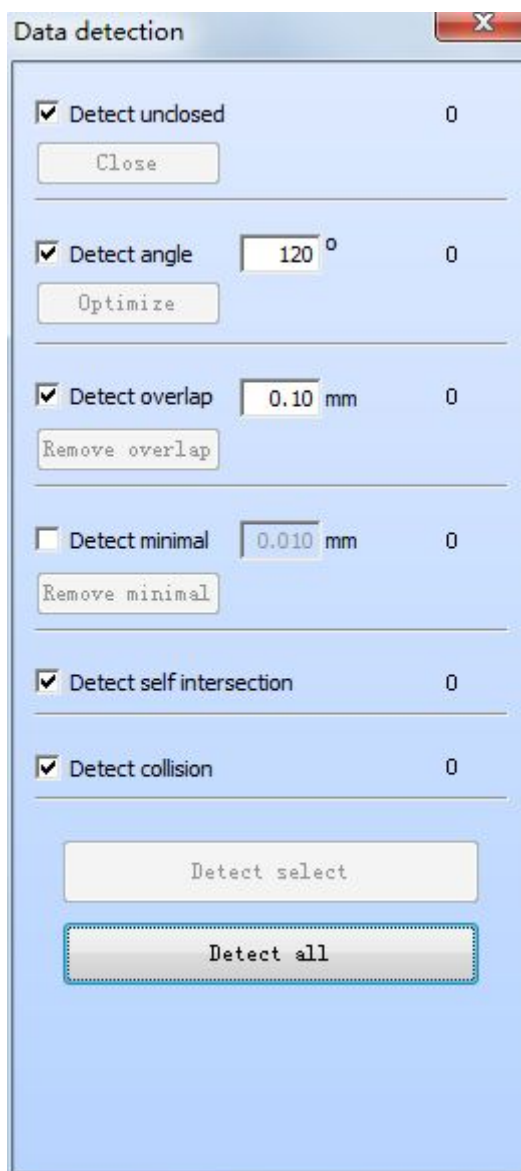 Data detection
Detect unclosed 0
Close
Detect angle 120 ° 0
Optimize
Detect overlap 0.10 mm 0
Remove overlap
Detect minimal 0.010 mm 0
Remove minimal
Detect self intersection 0
Detect collision 0
Detect select
Detect all